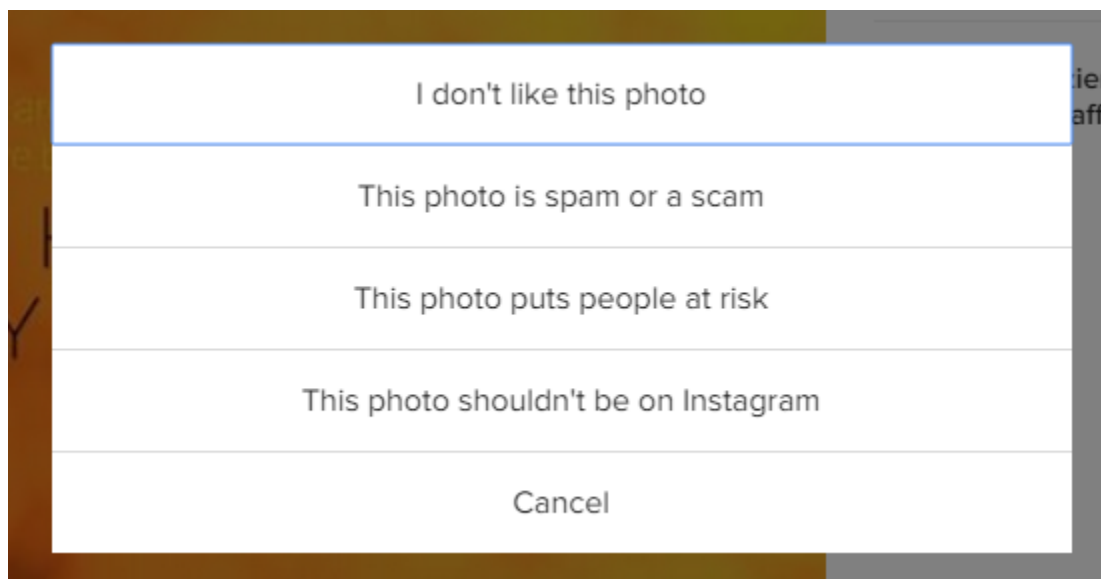 I don't like this photo
This photo is spam or a scam
This photo puts people at risk
This photo shouldn't be on Instagram
Cancel